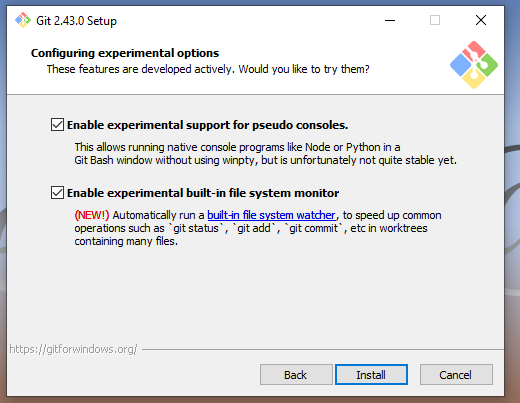 Git 2.43.0 Setup
Configuring experimental options
These features are developed actively. Would you like to try them?
Enable experimental support for pseudo consoles.
This allows running native console programs like Node or Python in a
Git Bash window without using winpty, but is unfortunately not quite stable yet.
Enable experimental built-in file system monitor
(NEW!) Automatically run a built-in file system watcher, to speed up common
operations such as `git status`, `git add`, `git commit`, etc in worktrees
containing many files.
https://gitforwindows.org/
Back
Install
Cancel